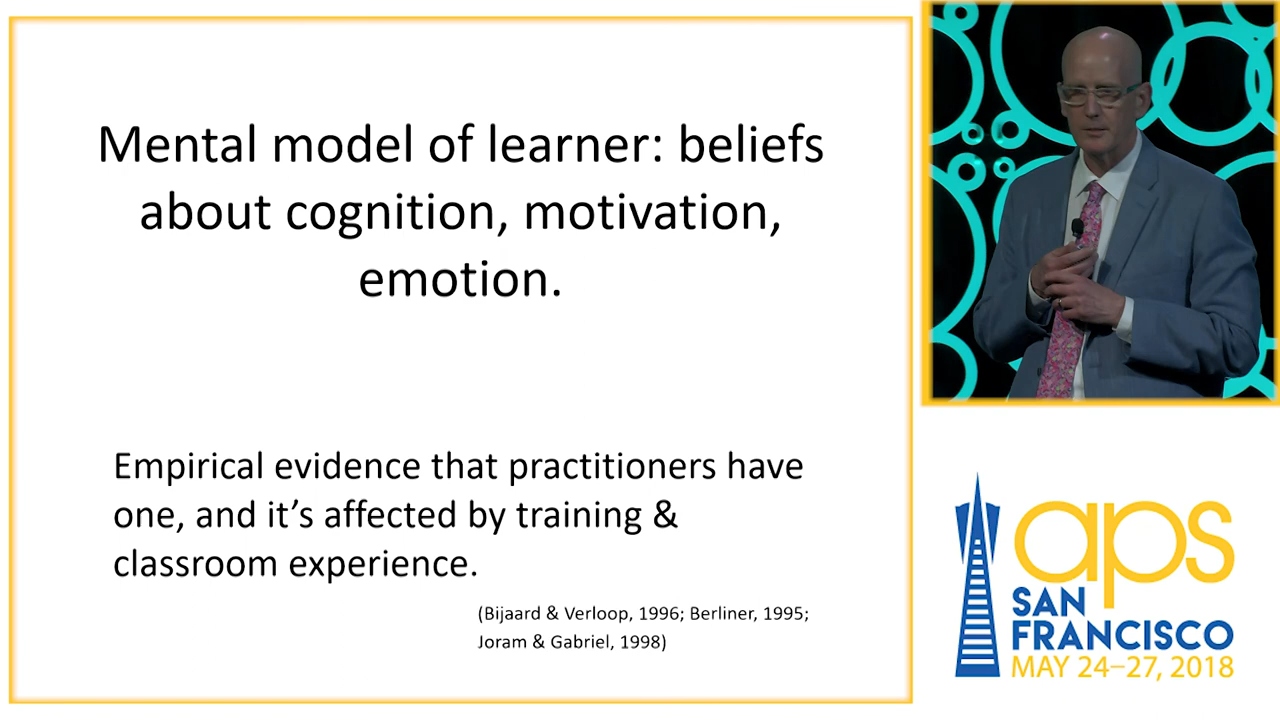 Mental model of learner: beliefs
about cognition, motivation,
emotion.
Empirical evidence that practitioners have
one, and it’s affected by training &
classroom experience.
(Bijaard & Verloop, 1996; Berliner, 1995;
Joram & Gabriel, 1998)
aps
SAN
FRANCISCO
MAY 24–27, 2018